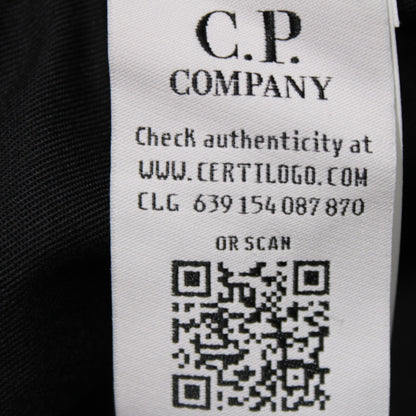 C.P.
COMPANY
Check authenticity at
WWW.CERTILOGO.COM
CLG 639 154 087 870
OR SCAN